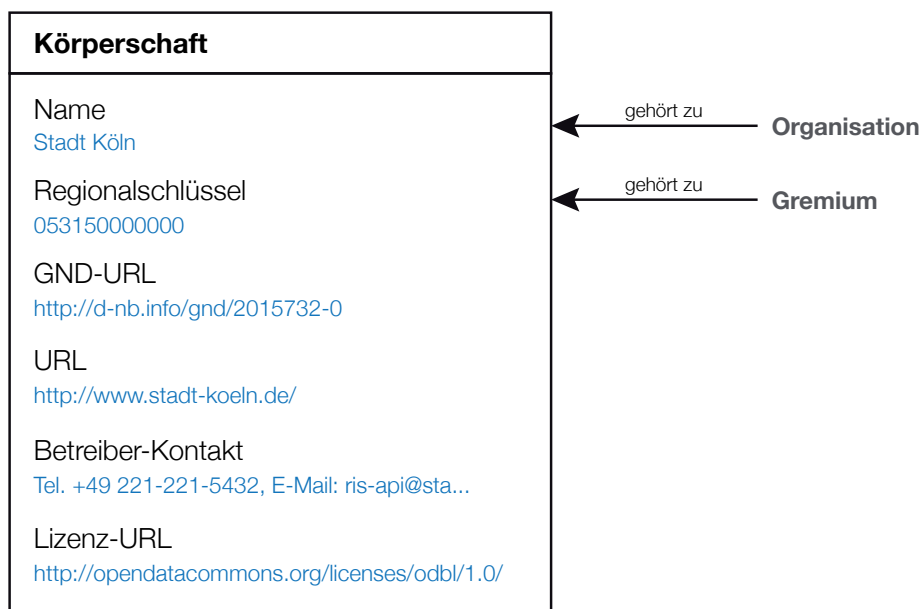 Körperschaft
Name
Stadt Köln
gehört zu
Organisation
Regionalschlüssel
053150000000
gehört zu
Gremium
GND-URL
http://d-nb.info/gnd/2015732-0
URL
http://www.stadt-koeln.de/
Betreiber-Kontakt
Tel. +49 221-221-5432, E-Mail: ris-api@sta...
Lizenz-URL
http://opendatacommons.org/licenses/odbl/1.0/